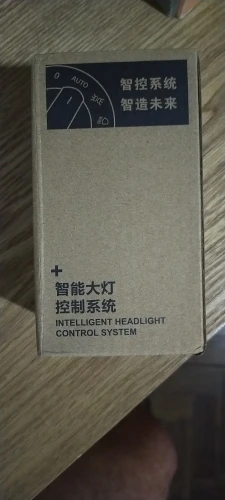 0
AUTO
智控系统
智造未来
智能大灯
控制系统
INTELLIGENT HEADLIGHT
CONTROL SYSTEM